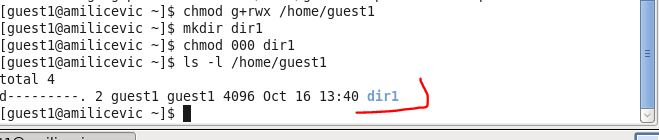 [guest1@amilicevic ~]$ chmod g+rwx /home/guest1
[guest1@amilicevic ~]$ mkdir dir1
[guest1@amilicevic ~]$ chmod 000 dir1
[guest1@amilicevic ~]$ ls -l /home/guest1
total 4
d---------. 2 guest1 guest1 4096 Oct 16 13:40 dir1
[guest1@amilicevic ~]$